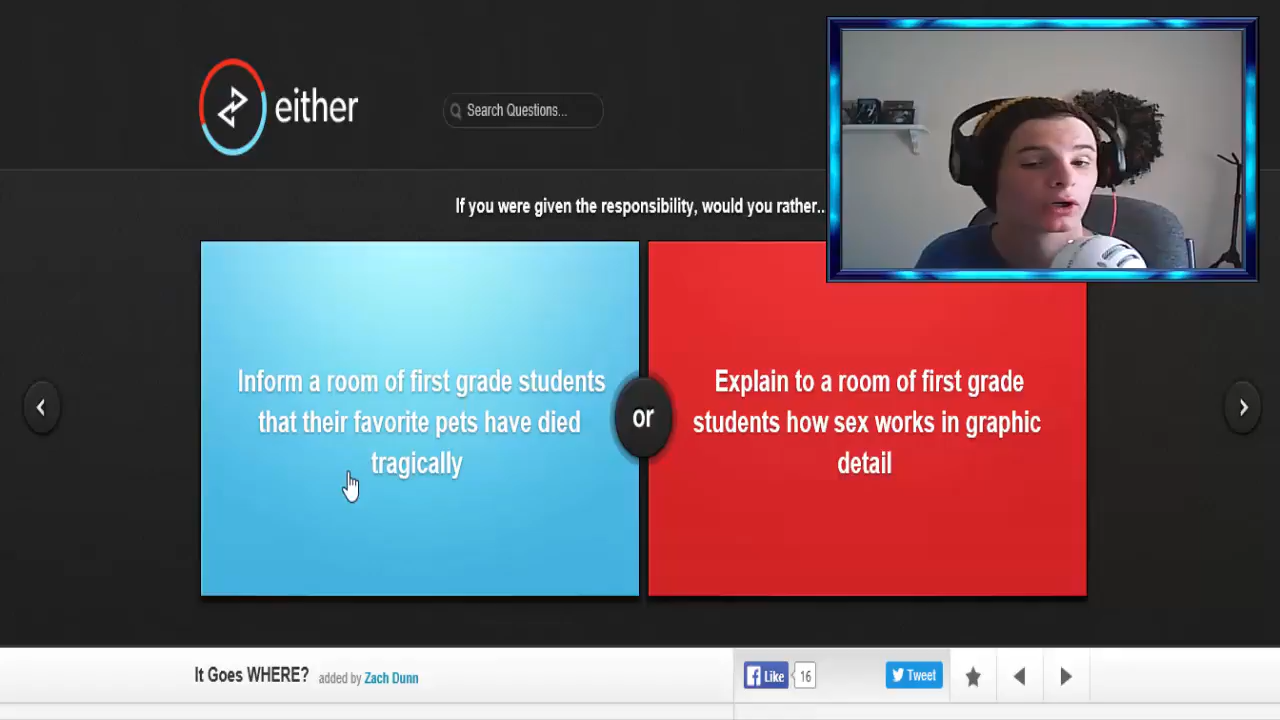 either
Search Questions...
If you were given the responsibility, would you rather..
Inform a room of first grade students
that their favorite pets have died
tragically
or
Explain to a room of first grade
students how sex works in graphic
detail
It Goes WHERE? added by Zach Dunn
Like 16 Tweet